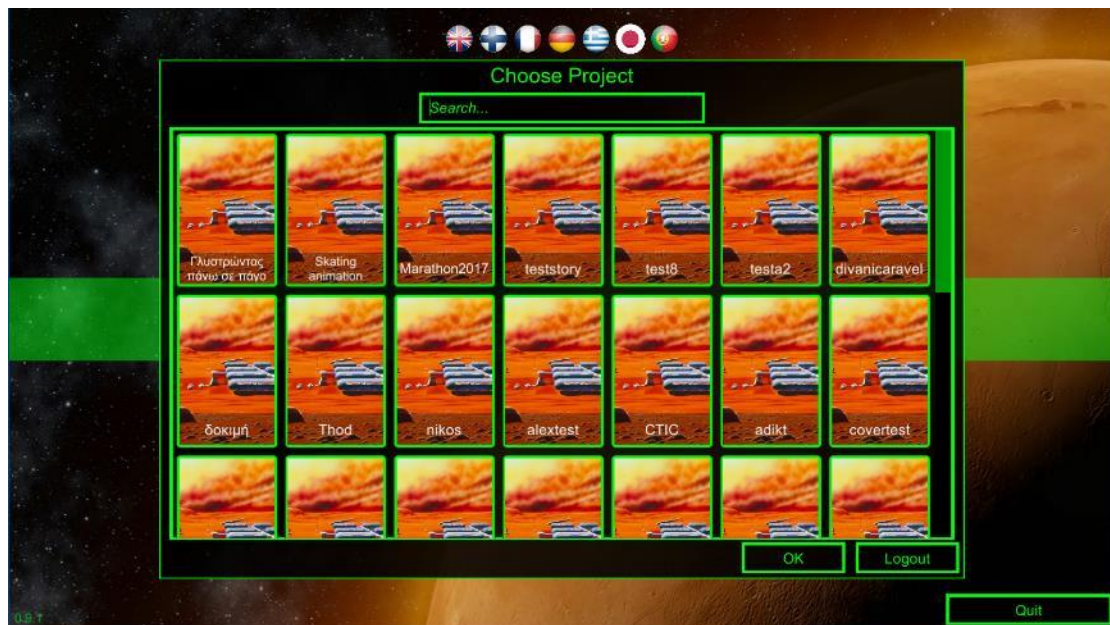 Choose Project
Search...
Γλυστρώντας
πάνω σε πάγο
Skating
animation
Marathon2017
teststory
test8
testa2
divanicaravel
δοκιμή
Thod
nikos
alextest
CTIC
adikt
covertest
OK
Logout
Quit